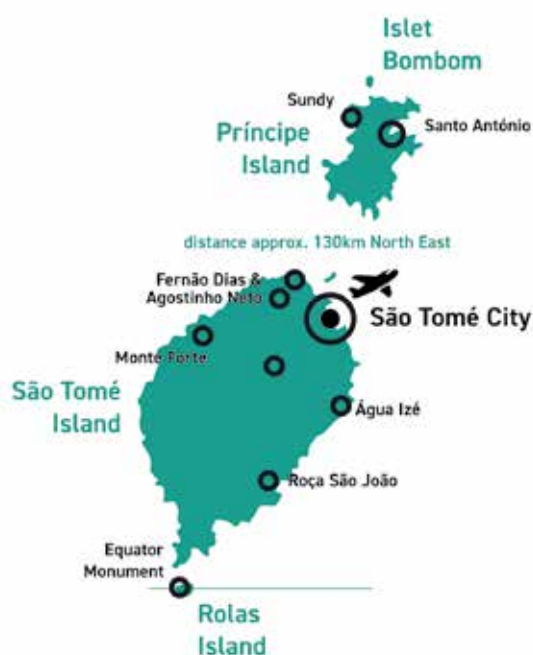 Islet
Bombom
Sundy
Santo António
Príncipe
Island
distance approx. 130km North East
Fernão Dias &
Agostinho Neto
São Tomé City
Monte Forte
São Tomé
Island
Água Izé
Roça São João
Equator
Monument
Rolas
Island